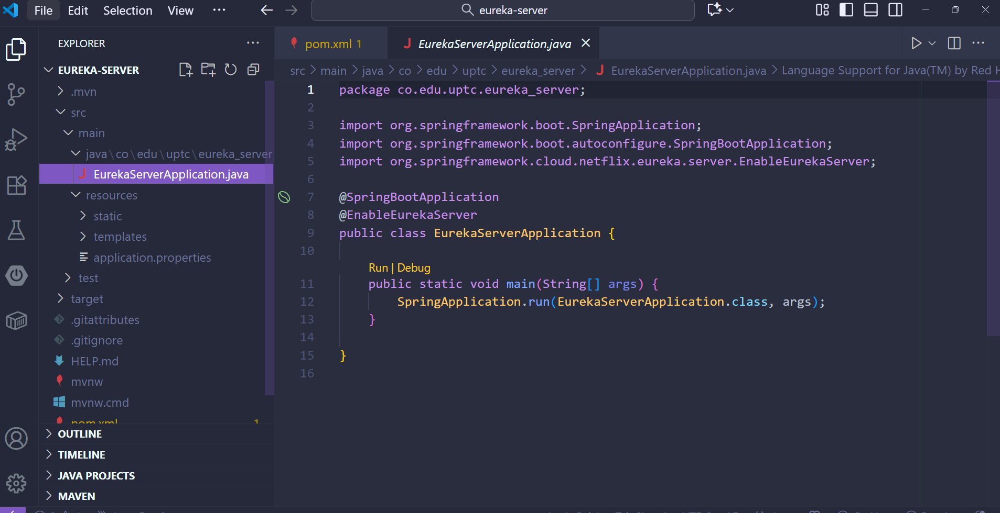 File Edit Selection View ··· eureka-server
EXPLORER ···
EUREKA-SERVER
.mvn
src
main
java\co\edu\uptc\eureka_server
EurekaServerApplication.java
resources
static
templates
application.properties
test
target
.gitattributes
.gitignore
HELP.md
mvnw
mvnw.cmd
pom.xml 1
OUTLINE
TIMELINE
JAVA PROJECTS
MAVEN
pom.xml 1 EurekaServerApplication.java
src > main > java > co > edu > uptc > eureka_server > EurekaServerApplication.java > Language Support for Java(TM) by Red H
1 package co.edu.uptc.eureka_server;
2
3 import org.springframework.boot.SpringApplication;
4 import org.springframework.boot.autoconfigure.SpringBootApplication;
5 import org.springframework.cloud.netflix.eureka.server.EnableEurekaServer;
6
7 @SpringBootApplication
8 @EnableEurekaServer
9 public class EurekaServerApplication {
10
Run | Debug
11 public static void main(String[] args) {
12 SpringApplication.run(EurekaServerApplication.class, args);
13 }
14
15 }
16